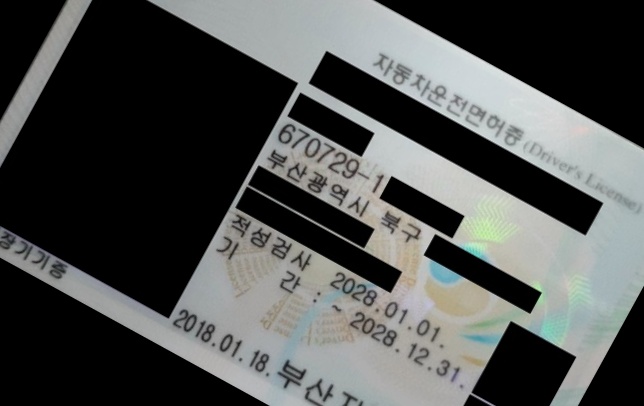 자동차운전면허증 (Driver's License)
670729-1
부산광역시 북구
적성검사 2028.01.01.
기 간 : ~ 2028.12.31.
장기기증
2018.01.18.